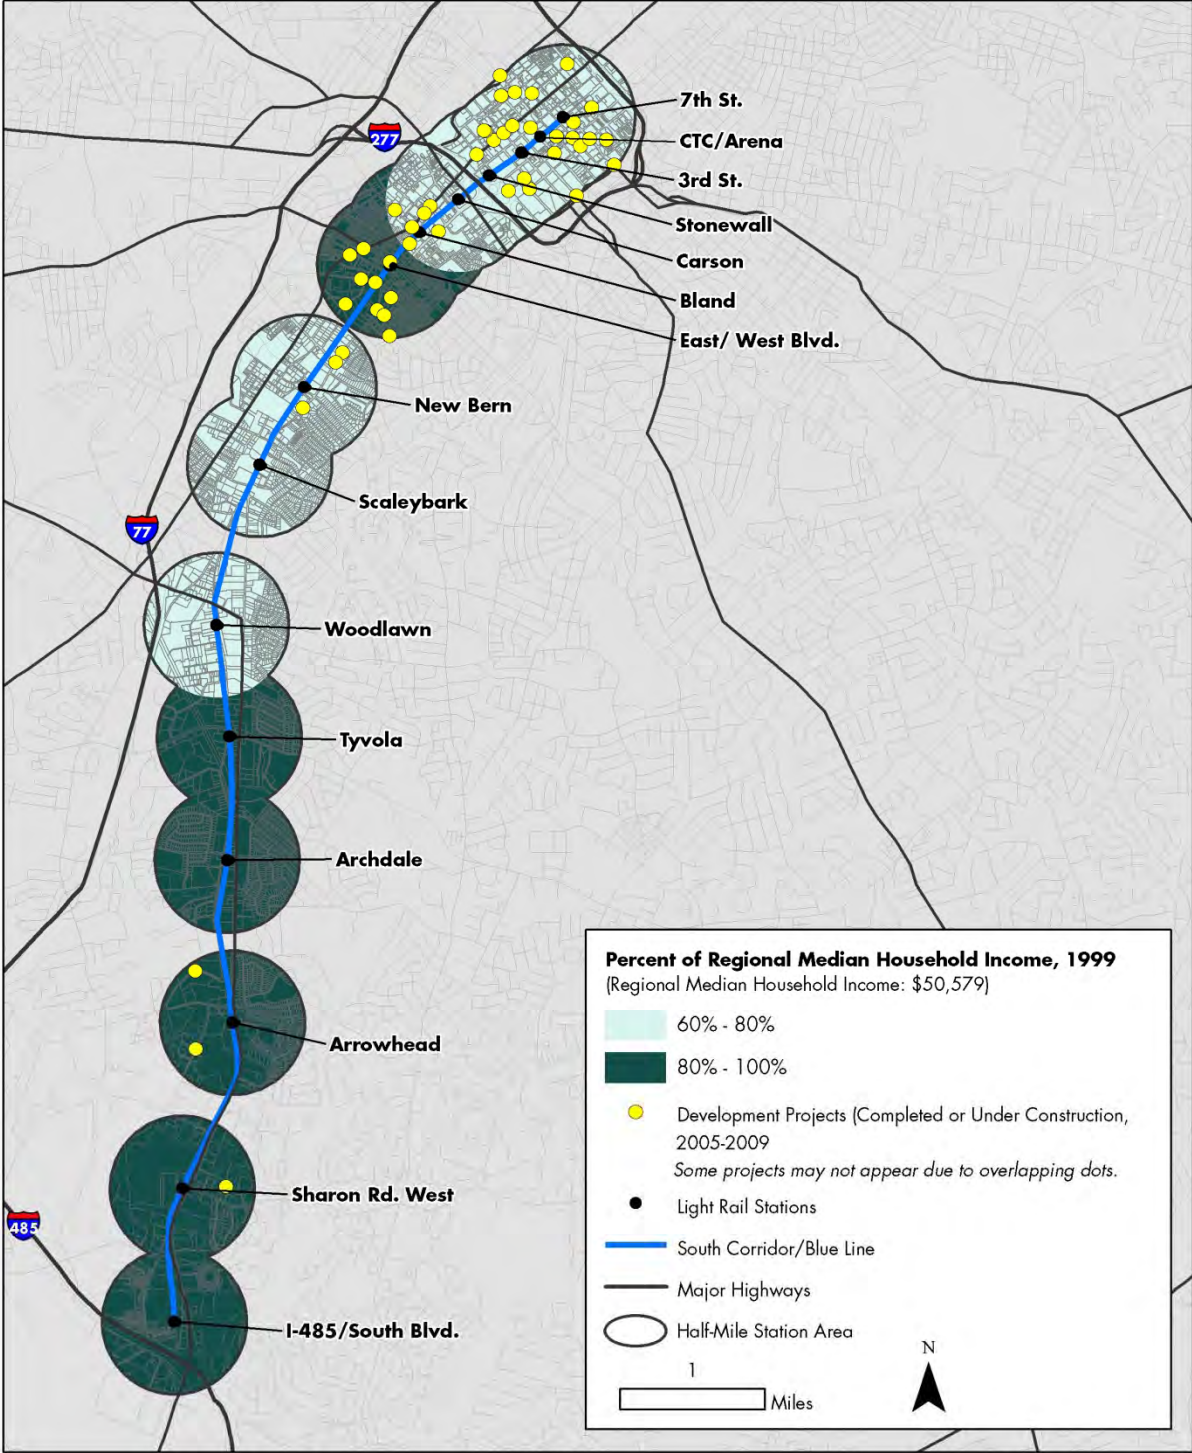 7th St.
277
CTC/Arena
3rd St.
Stonewall
Carson
Bland
East/ West Blvd.
New Bern
Scaleybark
77
Woodlawn
Tyvola
Archdale
Arrowhead
Sharon Rd. West
485
I-485/South Blvd.
Percent of Regional Median Household Income, 1999
(Regional Median Household Income: $50,579)
60% - 80%
80% - 100%
Development Projects (Completed or Under Construction,
2005-2009
Some projects may not appear due to overlapping dots.
Light Rail Stations
South Corridor/Blue Line
Major Highways
Half-Mile Station Area
N
1
Miles